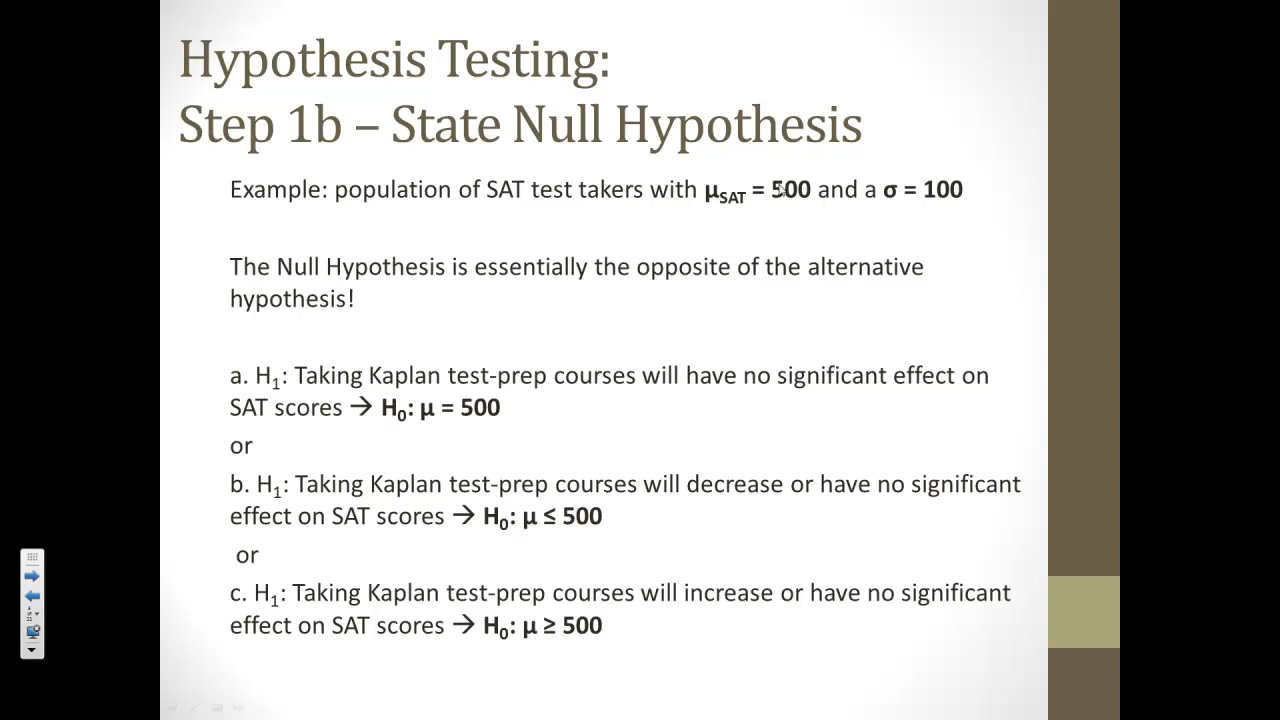 Hypothesis Testing:
Step 1b – State Null Hypothesis
Example: population of SAT test takers with μSAT = 500 and a σ = 100
The Null Hypothesis is essentially the opposite of the alternative
hypothesis!
a. H1: Taking Kaplan test-prep courses will have no significant effect on
SAT scores → H0: μ = 500
or
b. H1: Taking Kaplan test-prep courses will decrease or have no significant
effect on SAT scores → H0: μ ≤ 500
or
c. H1: Taking Kaplan test-prep courses will increase or have no significant
effect on SAT scores → H0: μ ≥ 500